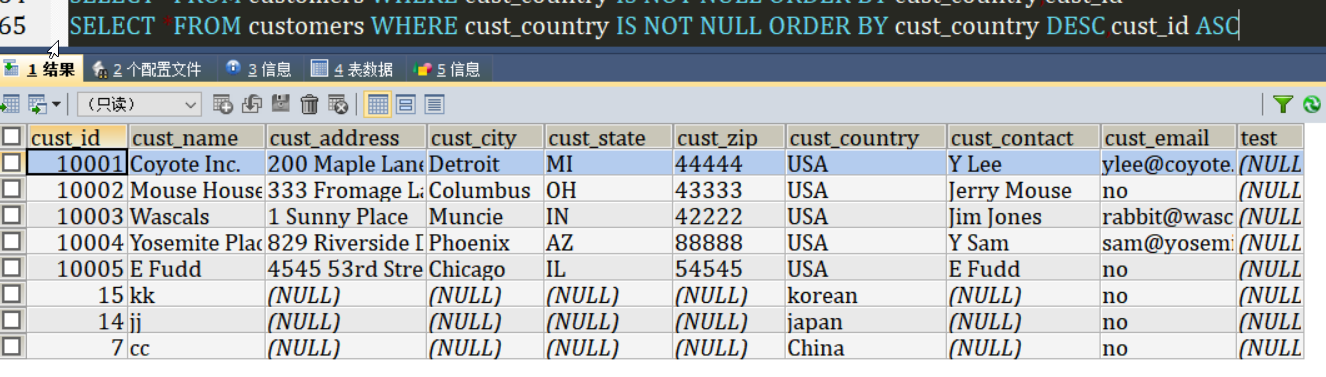 SELECT *FROM customers WHERE cust_country IS NOT NULL ORDER BY cust_country,cust_id
65 SELECT *FROM customers WHERE cust_country IS NOT NULL ORDER BY cust_country DESC,cust_id ASC
1 结果 2 个配置文件 3 信息 4 表数据 5 信息
(只读)
cust_id cust_name cust_address cust_city cust_state cust_zip cust_country cust_contact cust_email test
10001 Coyote Inc. 200 Maple Lane Detroit MI 44444 USA Y Lee ylee@coyote. (NULL
10002 Mouse House 333 Fromage La Columbus OH 43333 USA Jerry Mouse no (NULL
10003 Wascals 1 Sunny Place Muncie IN 42222 USA Jim Jones rabbit@wasc (NULL
10004 Yosemite Plac 829 Riverside D Phoenix AZ 88888 USA Y Sam sam@yosemi (NULL
10005 E Fudd 4545 53rd Stre Chicago IL 54545 USA E Fudd no (NULL
15 kk (NULL) (NULL) (NULL) (NULL) korean (NULL) no (NULL
14 jj (NULL) (NULL) (NULL) (NULL) japan (NULL) no (NULL
7 cc (NULL) (NULL) (NULL) (NULL) China (NULL) no (NULL